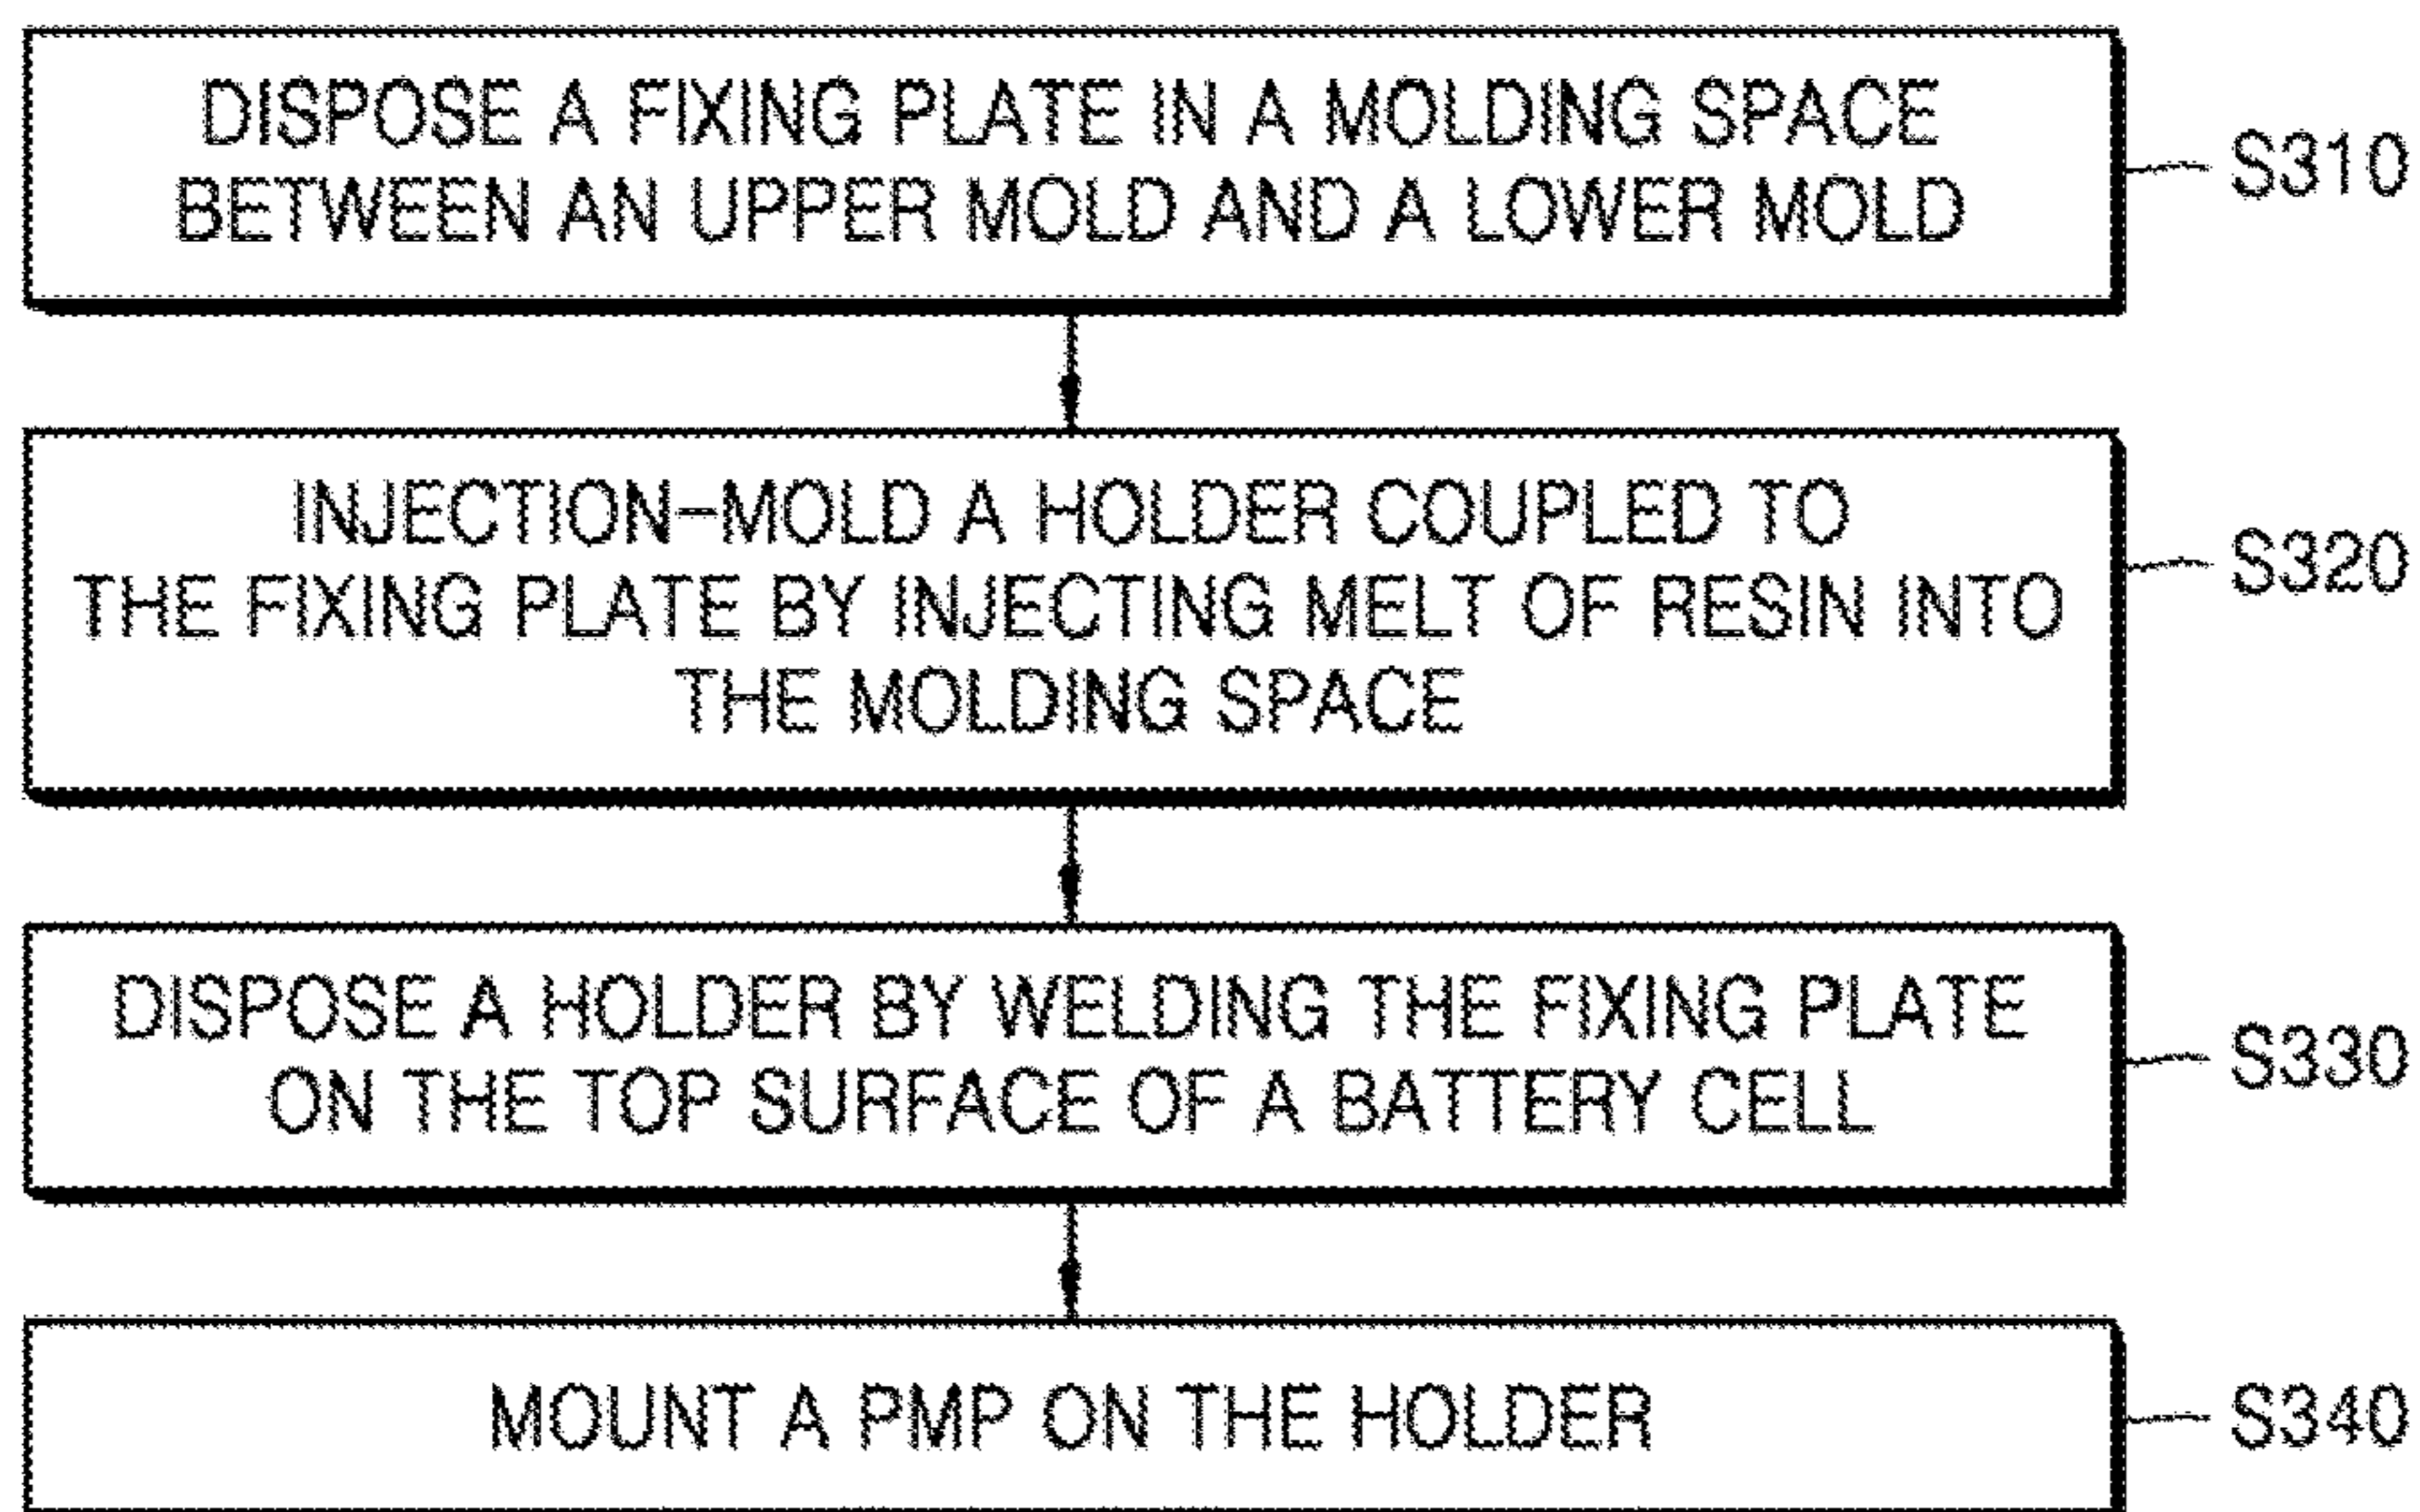 DISPOSE A FIXING PLATE IN A MOLDING SPACE
BETWEEN AN UPPER MOLD AND A LOWER MOLD
S310
INJECTION-MOLD A HOLDER COUPLED TO
THE FIXING PLATE BY INJECTING MELT OF RESIN INTO
THE MOLDING SPACE
S320
DISPOSE A HOLDER BY WELDING THE FIXING PLATE
ON THE TOP SURFACE OF A BATTERY CELL
S330
MOUNT A PMP ON THE HOLDER
S340